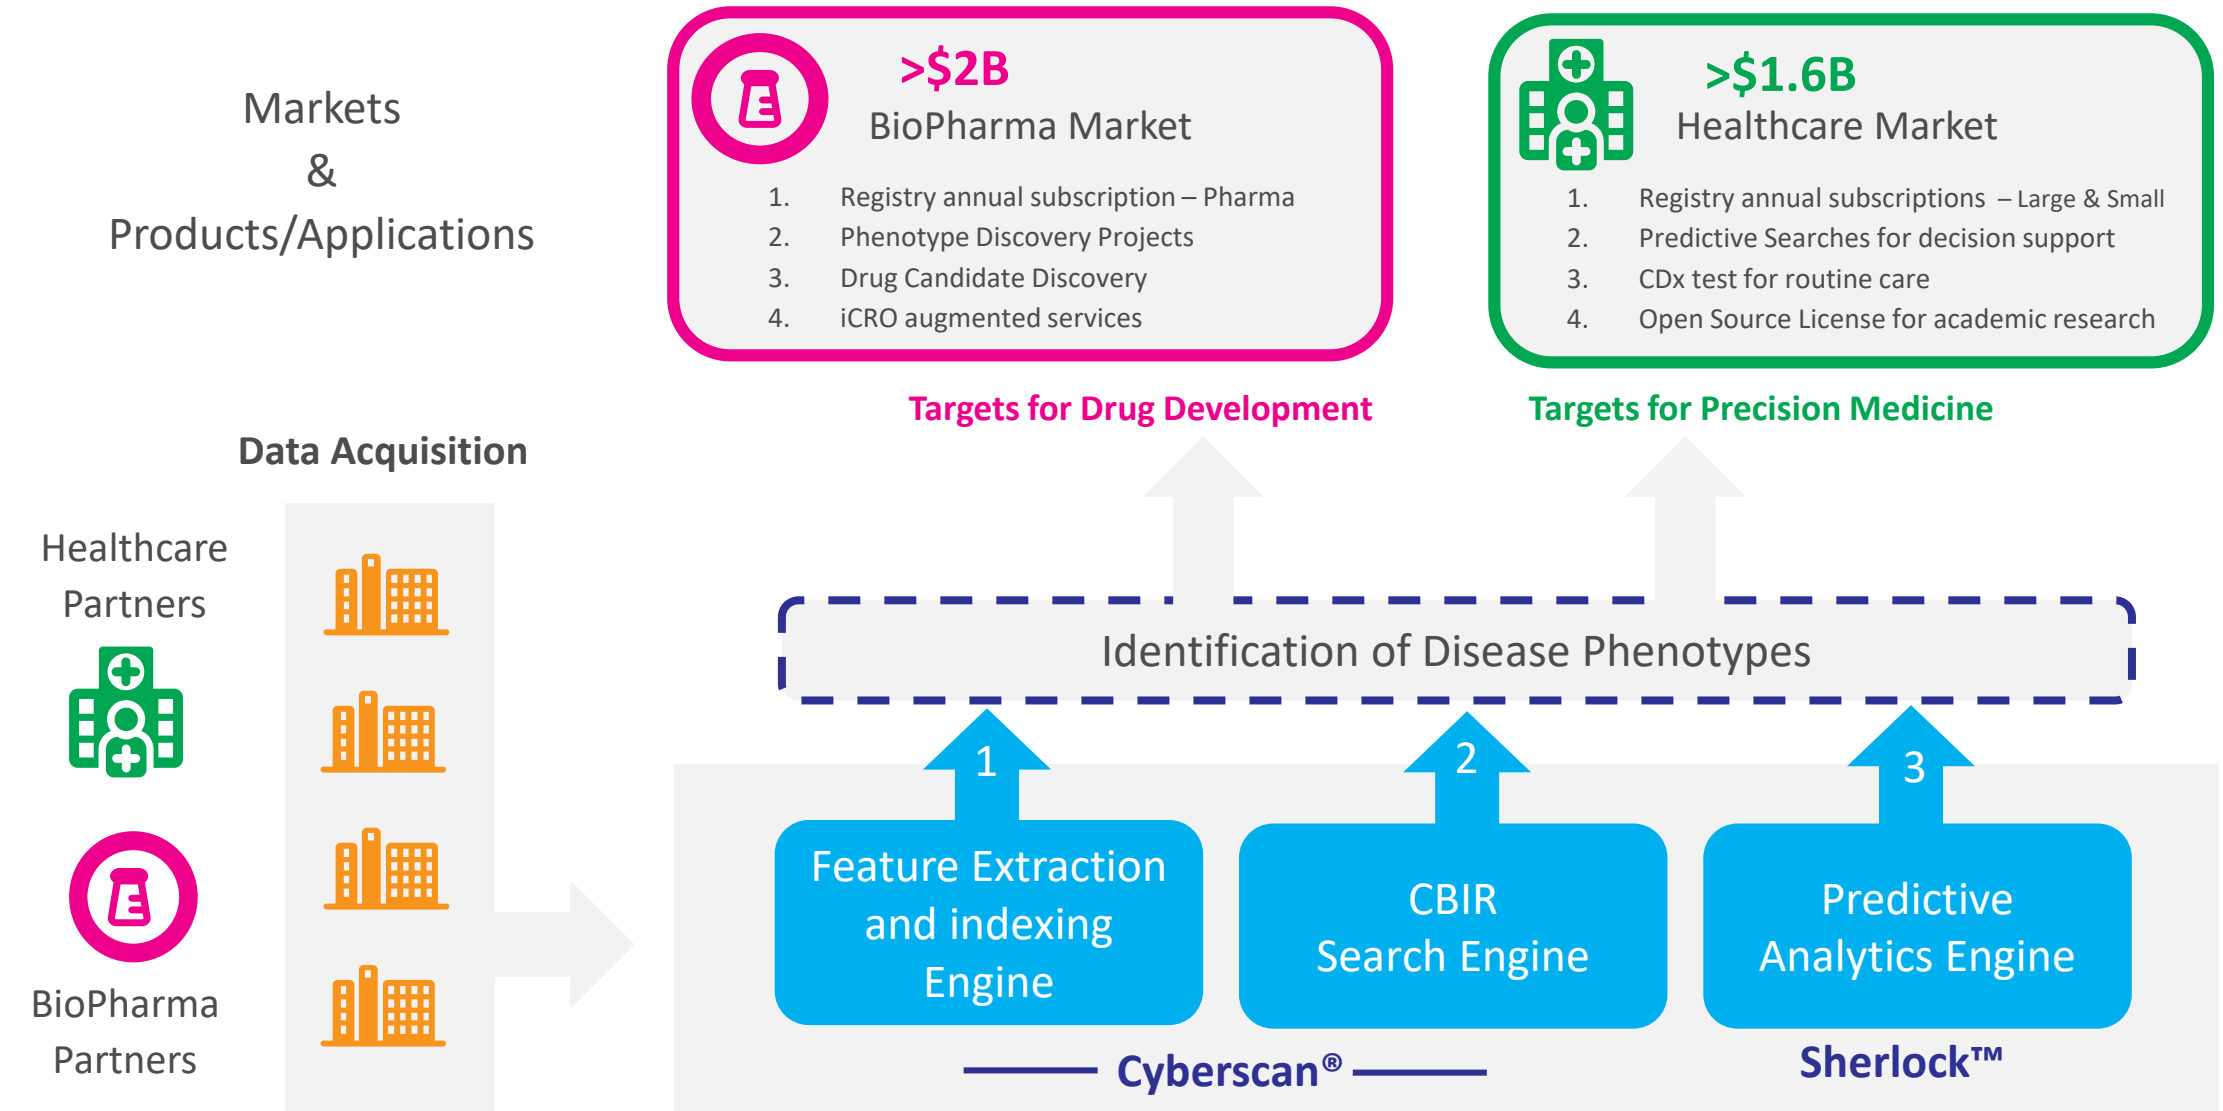 Markets
&
Products/Applications
>$2B
BioPharma Market
1. Registry annual subscription – Pharma
2. Phenotype Discovery Projects
3. Drug Candidate Discovery
4. iCRO augmented services
>$1.6B
Healthcare Market
1. Registry annual subscriptions – Large & Small
2. Predictive Searches for decision support
3. CDx test for routine care
4. Open Source License for academic research
Targets for Drug Development
Targets for Precision Medicine
Data Acquisition
Healthcare
Partners
BioPharma
Partners
Identification of Disease Phenotypes
1
2
3
Feature Extraction
and indexing
Engine
CBIR
Search Engine
Predictive
Analytics Engine
Cyberscan®
Sherlock™